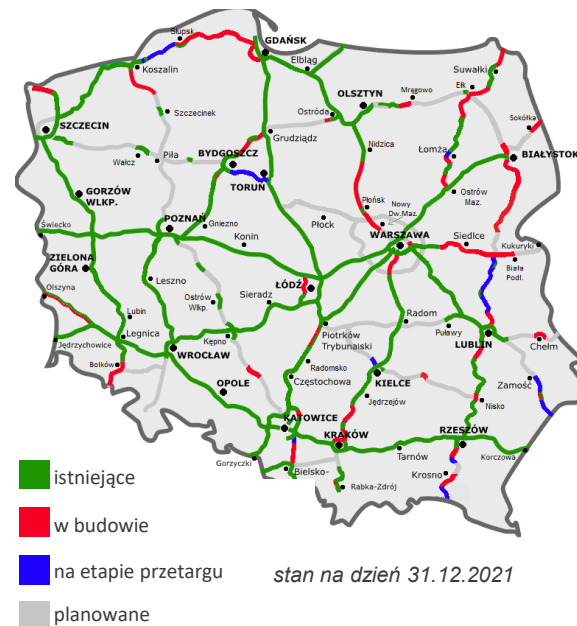 Słupsk
GDAŃSK
Koszalin
Elbląg
Suwałki
OLSZTYN
Mrągowo
Ełk
Szczecinek
Ostróda
Sokółka
SZCZECIN
Grudziądz
Nidzica
Łomża
BIAŁYSTOK
Wałcz
Piła
BYDGOSZCZ
TORUŃ
GORZÓW
WLKP.
Ostrów
Maz.
Płońsk
Nowy
Dw.Maz.
POZNAŃ
Gniezno
Płock
Świecko
Konin
WARSZAWA
Siedlce
Kukuryki
ZIELONA
GÓRA
Biała
Podl.
Leszno
ŁÓDŹ
Olszyna
Ostrów
Wlkp.
Sieradz
Lubin
Radom
Legnica
Piotrków
Trybunalski
Puławy
Jędrzychowice
Kępno
LUBLIN
Chełm
WROCŁAW
Radomsko
Bolków
Częstochowa
KIELCE
Zamość
OPOLE
Jędrzejów
Nisko
KATOWICE
KRAKÓW
RZESZÓW
Gorzyczki
Tarnów
Korczowa
Bielsko-
Krosno
Rabka-Zdrój
istniejące
w budowie
na etapie przetargu
stan na dzień 31.12.2021
planowane